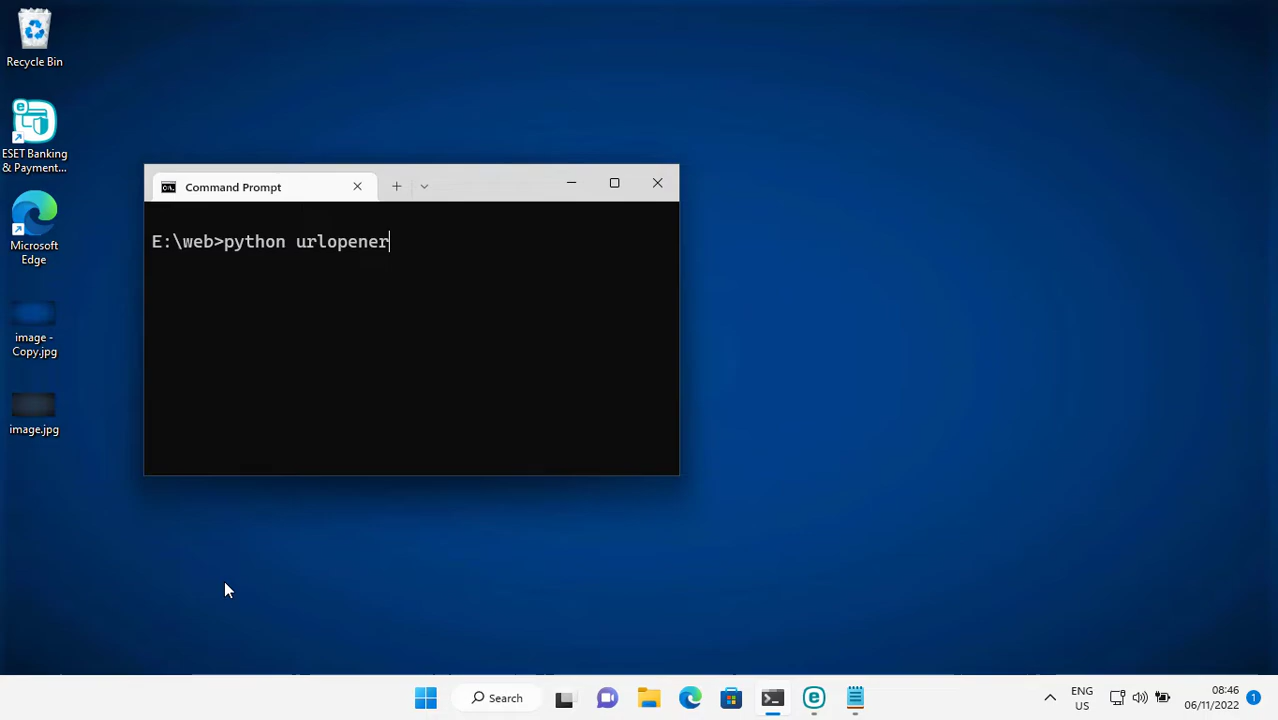 Recycle Bin
ESET Banking
& Payment...
Microsoft
Edge
image -
Copy.jpg
image.jpg
Command Prompt
E:\web>python urlopener
Search
ENG
US
08:46
06/11/2022
1